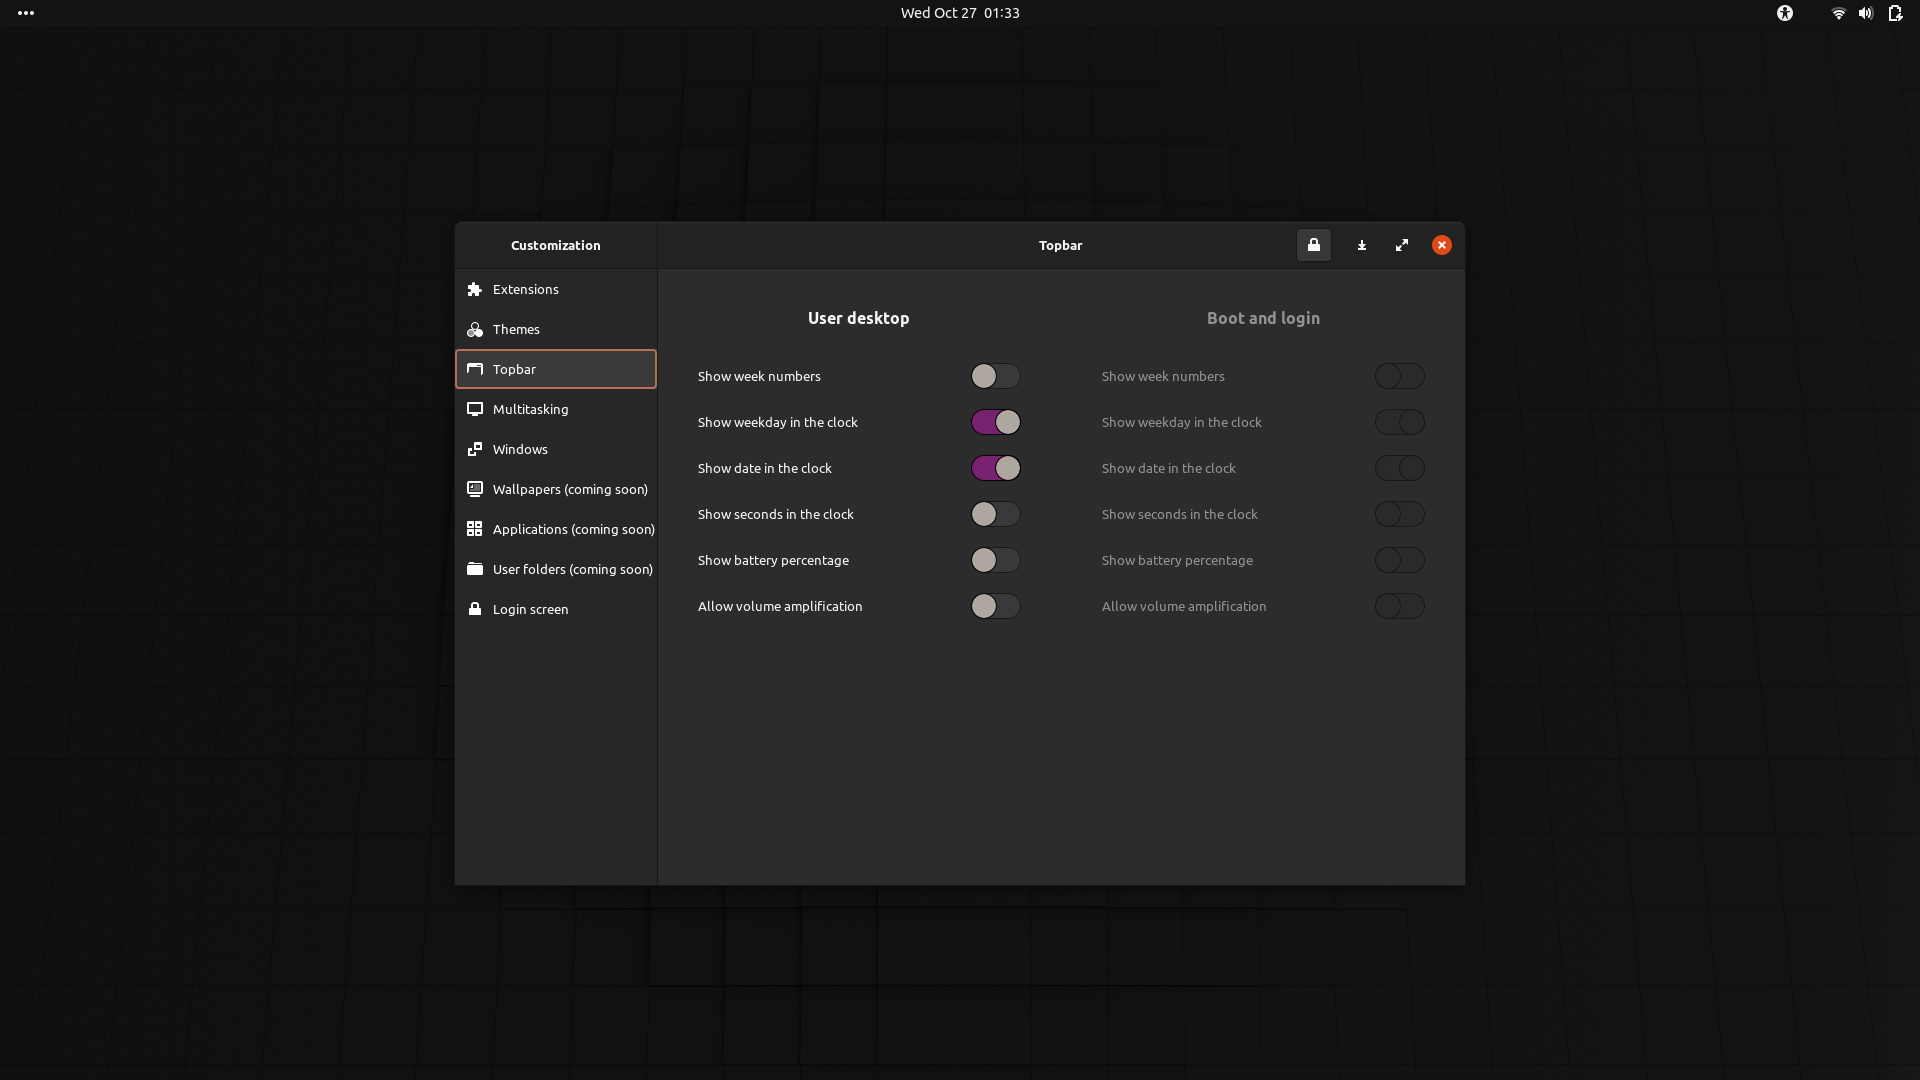 Wed Oct 27  01:33
Customization
Topbar
Extensions
Themes
Topbar
Multitasking
Windows
Wallpapers (coming soon)
Applications (coming soon)
User folders (coming soon)
Login screen
User desktop
Show week numbers
Show weekday in the clock
Show date in the clock
Show seconds in the clock
Show battery percentage
Allow volume amplification
Boot and login
Show week numbers
Show weekday in the clock
Show date in the clock
Show seconds in the clock
Show battery percentage
Allow volume amplification